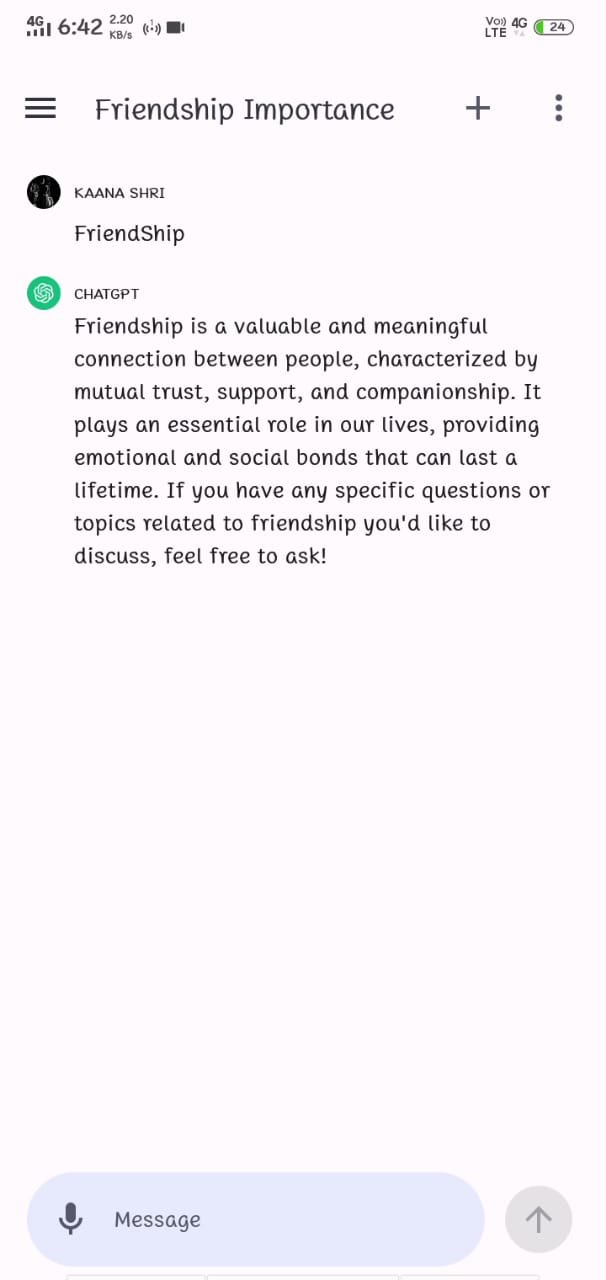 4G 6:42 2.20 KB/s Vo)) LTE 4G 24
Friendship Importance
KAANA SHRI
FriendShip
CHATGPT
Friendship is a valuable and meaningful
connection between people, characterized by
mutual trust, support, and companionship. It
plays an essential role in our lives, providing
emotional and social bonds that can last a
lifetime. If you have any specific questions or
topics related to friendship you'd like to
discuss, feel free to ask!
Message